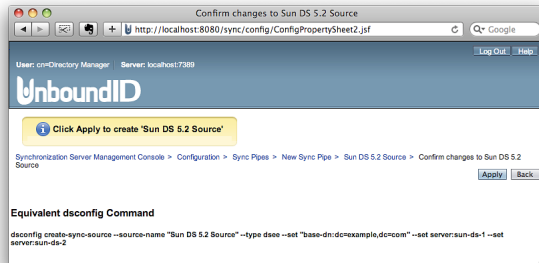 Confirm changes to Sun DS 5.2 Source
http://localhost:8080/sync/config/ConfigPropertySheet2.jsf
Google
Log Out Help
User: cn=Directory Manager Server: localhost:7389
UnboundID
Click Apply to create 'Sun DS 5.2 Source'
Synchronization Server Management Console > Configuration > Sync Pipes > New Sync Pipe > Sun DS 5.2 Source > Confirm changes to Sun DS 5.2
Source
Apply Back
Equivalent dsconfig Command
dsconfig create-sync-source --source-name "Sun DS 5.2 Source" --type dsee --set "base-dn:dc=example,dc=com" --set server:sun-ds-1 --set
server:sun-ds-2